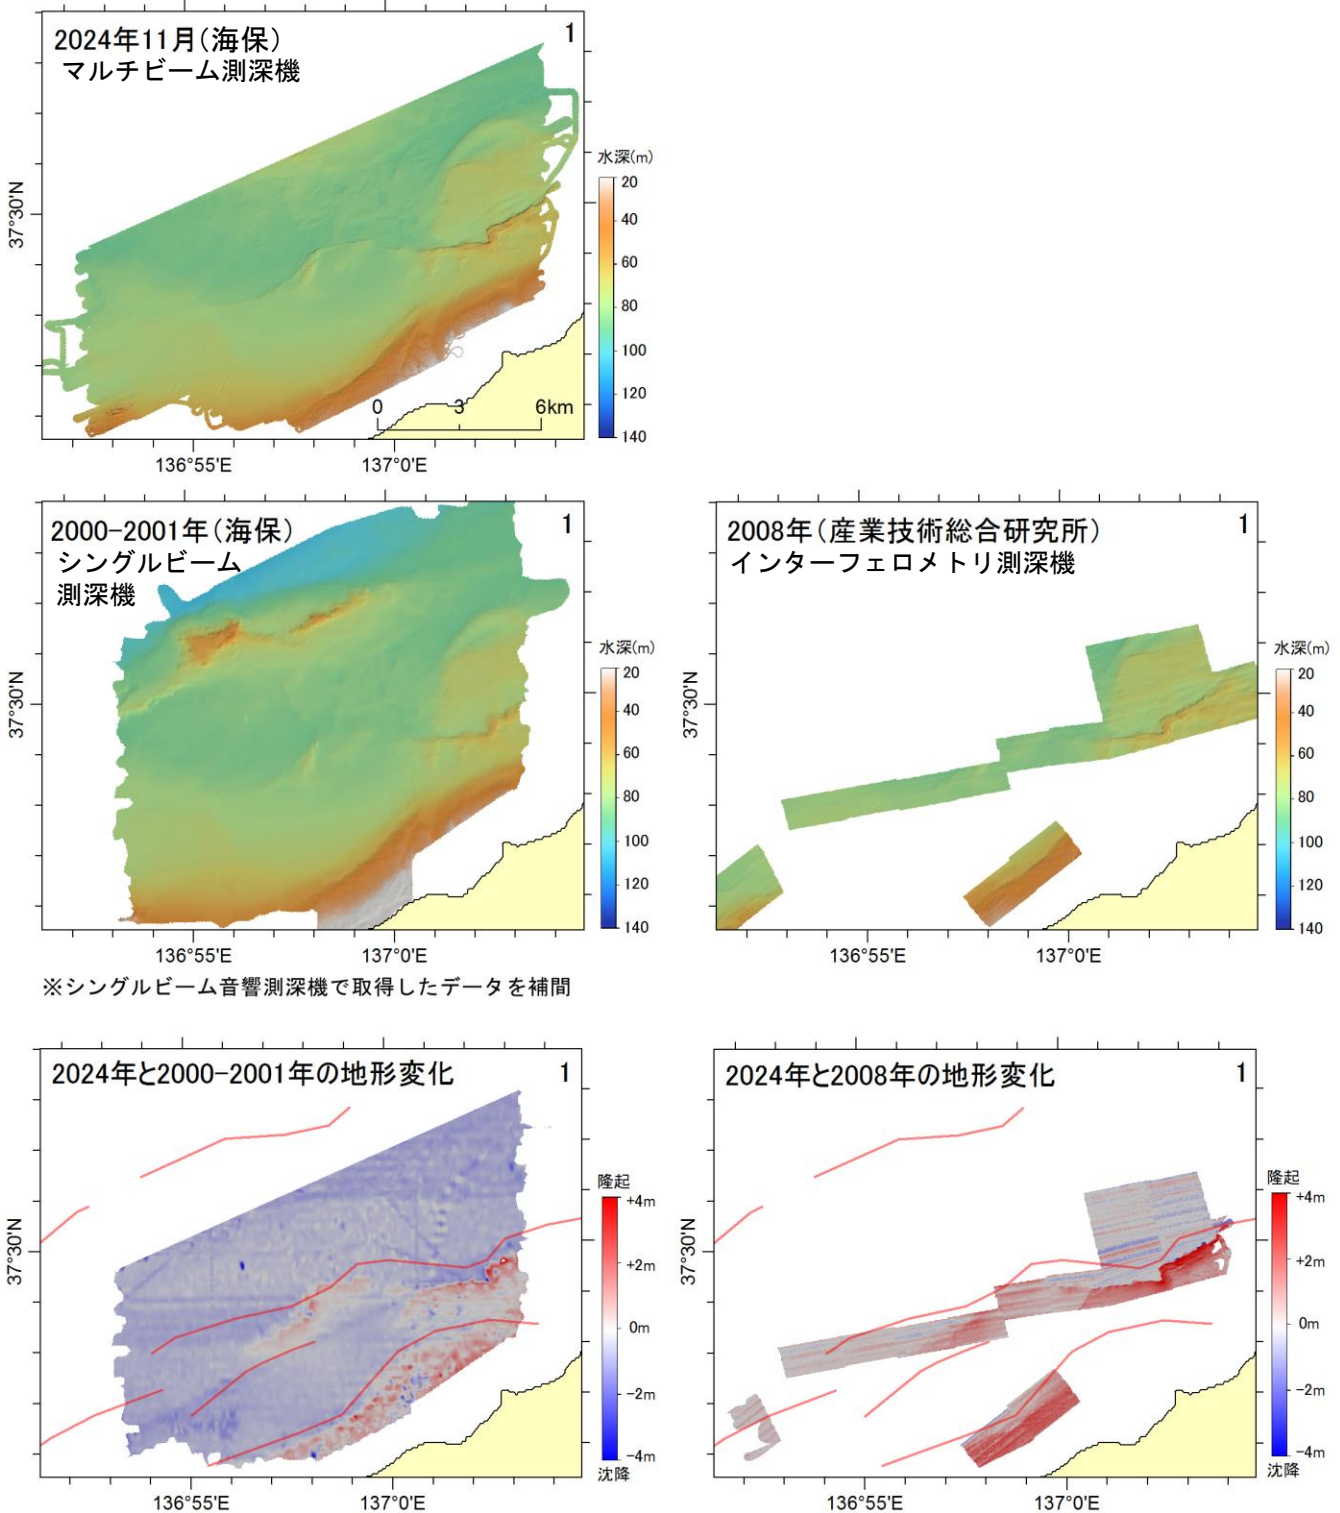 2024年11月(海保)
マルチビーム測深機
1
水深(m)
20
40
60
80
100
120
140
37°30'N
0 3 6km
136°55'E 137°0'E
2000-2001年(海保)
シングルビーム
測深機
1
水深(m)
20
40
60
80
100
120
140
37°30'N
136°55'E 137°0'E
※シングルビーム音響測深機で取得したデータを補間
2008年(産業技術総合研究所)
インターフェロメトリ測深機
1
水深(m)
20
40
60
80
100
120
140
37°30'N
136°55'E 137°0'E
2024年と2000-2001年の地形変化
1
隆起
+4m
+2m
0m
-2m
-4m
沈降
37°30'N
136°55'E 137°0'E
2024年と2008年の地形変化
1
隆起
+4m
+2m
0m
-2m
-4m
沈降
37°30'N
136°55'E 137°0'E